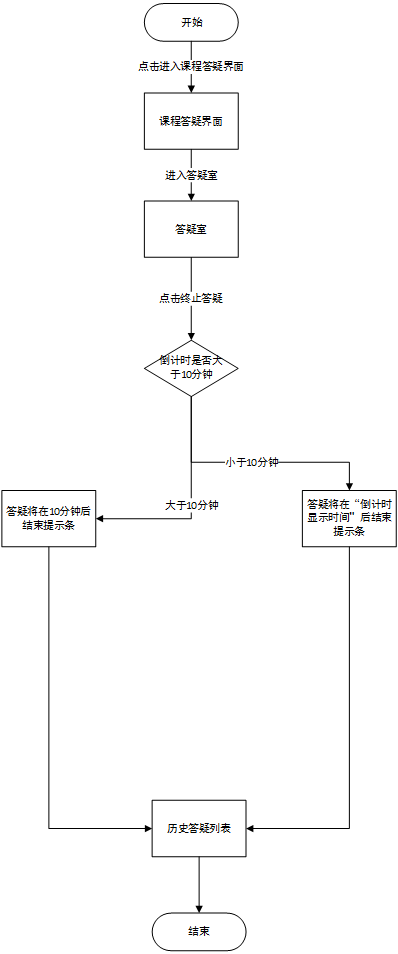 开始
点击进入课程答疑界面
课程答疑界面
进入答疑室
答疑室
点击终止答疑
倒计时是否大
于10分钟
小于10分钟
大于10分钟
答疑将在10分钟后
结束提示条
答疑将在“倒计时
显示时间”后结束
提示条
历史答疑列表
结束